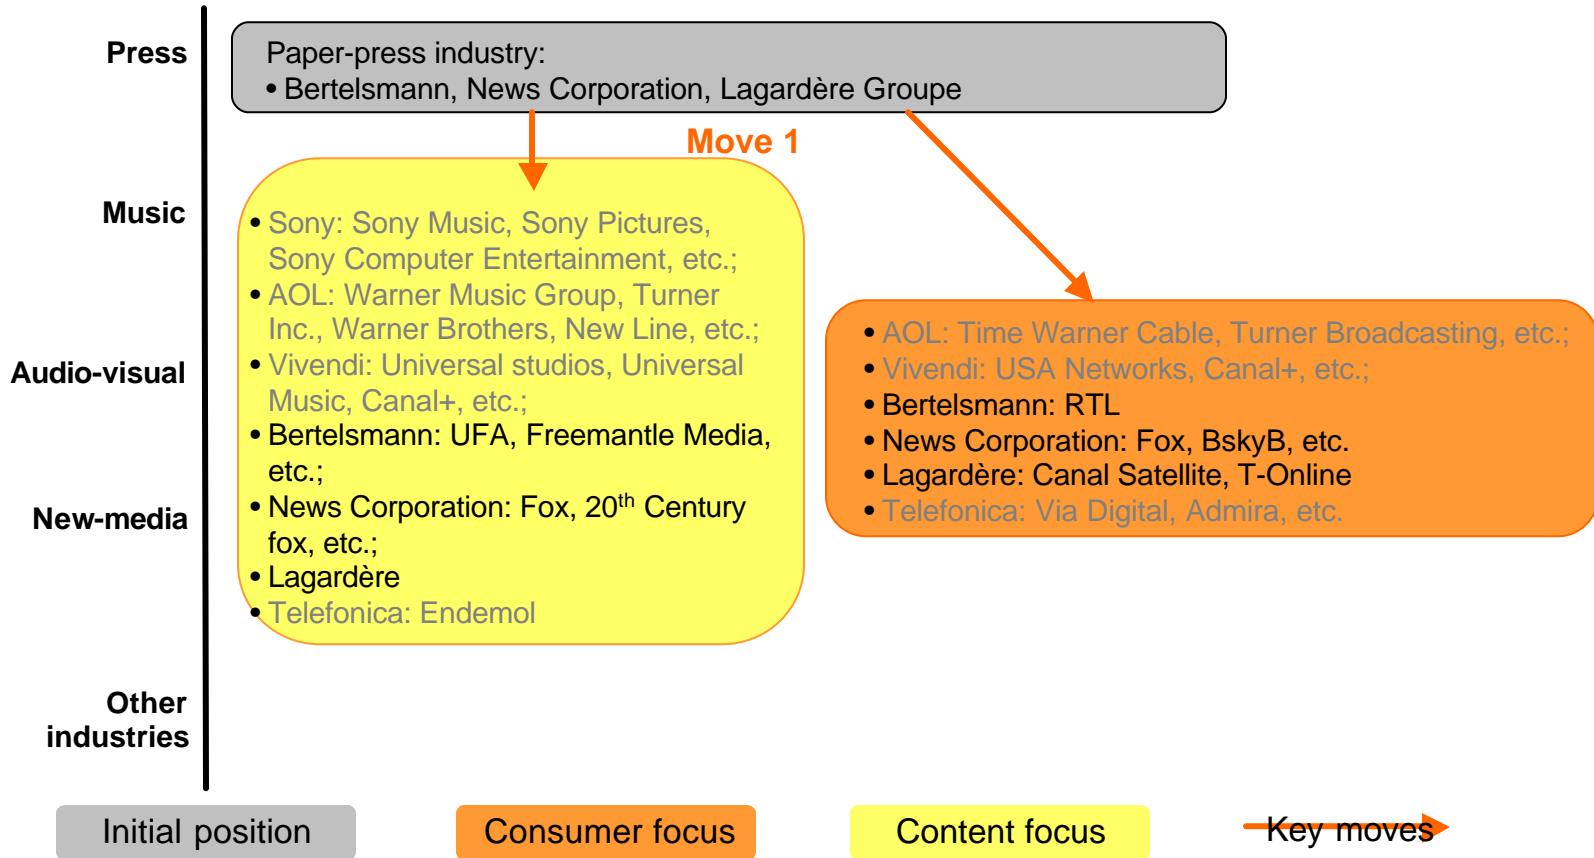 Press
Paper-press industry:
• Bertelsmann, News Corporation, Lagardère Groupe
Move 1
Music
• Sony: Sony Music, Sony Pictures,
Sony Computer Entertainment, etc.;
• AOL: Warner Music Group, Turner
Inc., Warner Brothers, New Line, etc.;
• Vivendi: Universal studios, Universal
Music, Canal+, etc.;
• Bertelsmann: UFA, Freemantle Media,
etc.;
• News Corporation: Fox, 20th Century
fox, etc.;
• Lagardère
• Telefonica: Endemol
• AOL: Time Warner Cable, Turner Broadcasting, etc.;
• Vivendi: USA Networks, Canal+, etc.;
• Bertelsmann: RTL
• News Corporation: Fox, BskyB, etc.
• Lagardère: Canal Satellite, T-Online
• Telefonica: Via Digital, Admira, etc.
Audio-visual
New-media
Other
industries
Initial position
Consumer focus
Content focus
Key moves